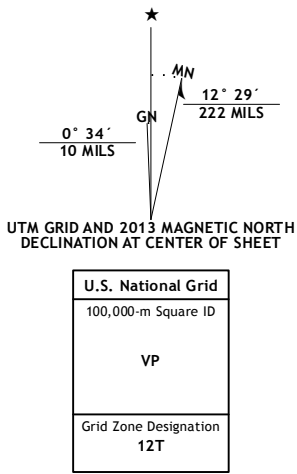 ★
MN
GN
12° 29´
222 MILS
0° 34´
10 MILS
UTM GRID AND 2013 MAGNETIC NORTH
DECLINATION AT CENTER OF SHEET
U.S. National Grid
100,000-m Square ID
VP
Grid Zone Designation
12T